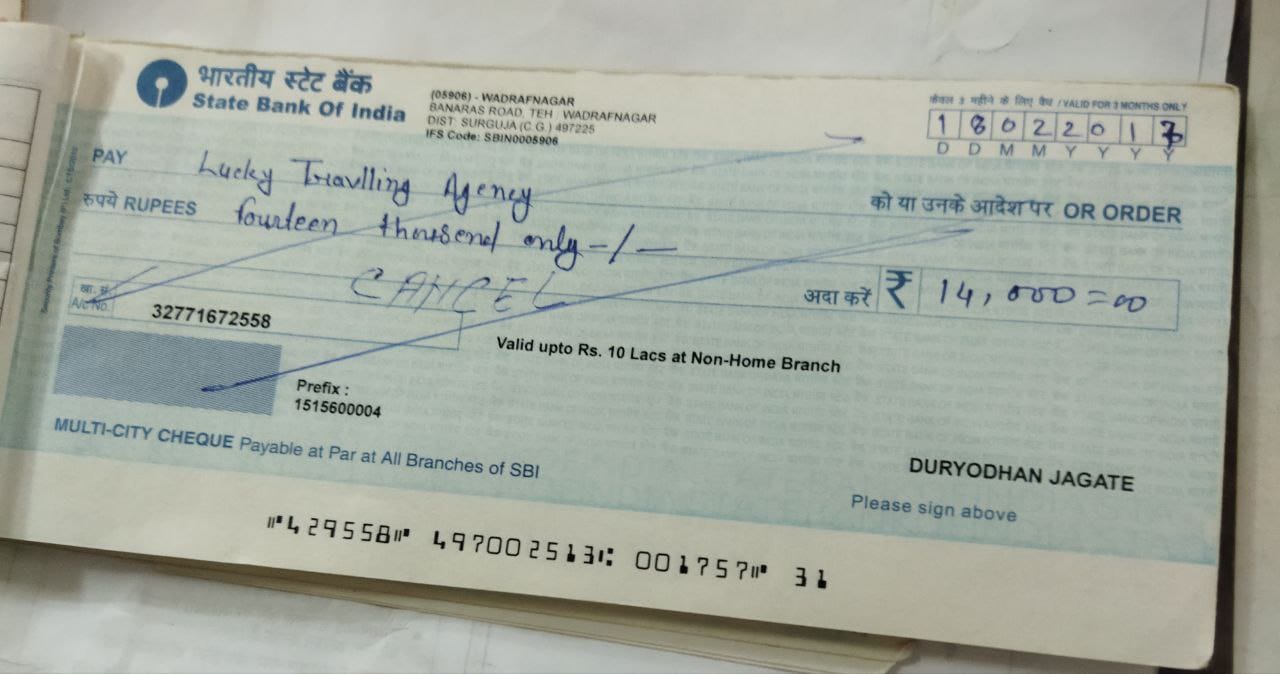 भारतीय स्टेट बैंक
State Bank Of India
(05906) - WADRAFNAGAR
BANARAS ROAD, TEH : WADRAFNAGAR
DIST: SURGUJA (C.G.) 497225
IFS Code: SBIN0005906
केवल 3 महीने के लिए वैध / VALID FOR 3 MONTHS ONLY
1 8 0 2 2 0 1 7
D D M M Y Y Y Y
PAY Lucky Travlling Agency
को या उनके आदेश पर OR ORDER
रुपये RUPEES fourteen thousend only -/-
CANCEL
अदा करें ₹ 14,000=00
खा. सं.
A/c No. 32771672558
Valid upto Rs. 10 Lacs at Non-Home Branch
Prefix :
1515600004
MULTI-CITY CHEQUE Payable at Par at All Branches of SBI
DURYODHAN JAGATE
Please sign above
⑈429558⑈ 497002513⑆ 001757⑈ 31